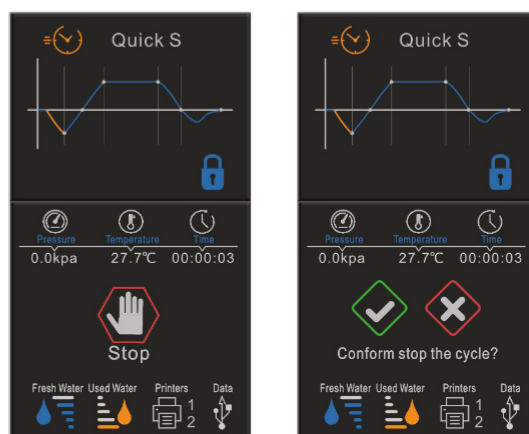 Quick S
Pressure Temperature Time
0.0kpa 27.7℃ 00:00:03
Stop
Fresh Water Used Water Printers Data
1
2
Quick S
Pressure Temperature Time
0.0kpa 27.7℃ 00:00:03
Conform stop the cycle?
Fresh Water Used Water Printers Data
1
2